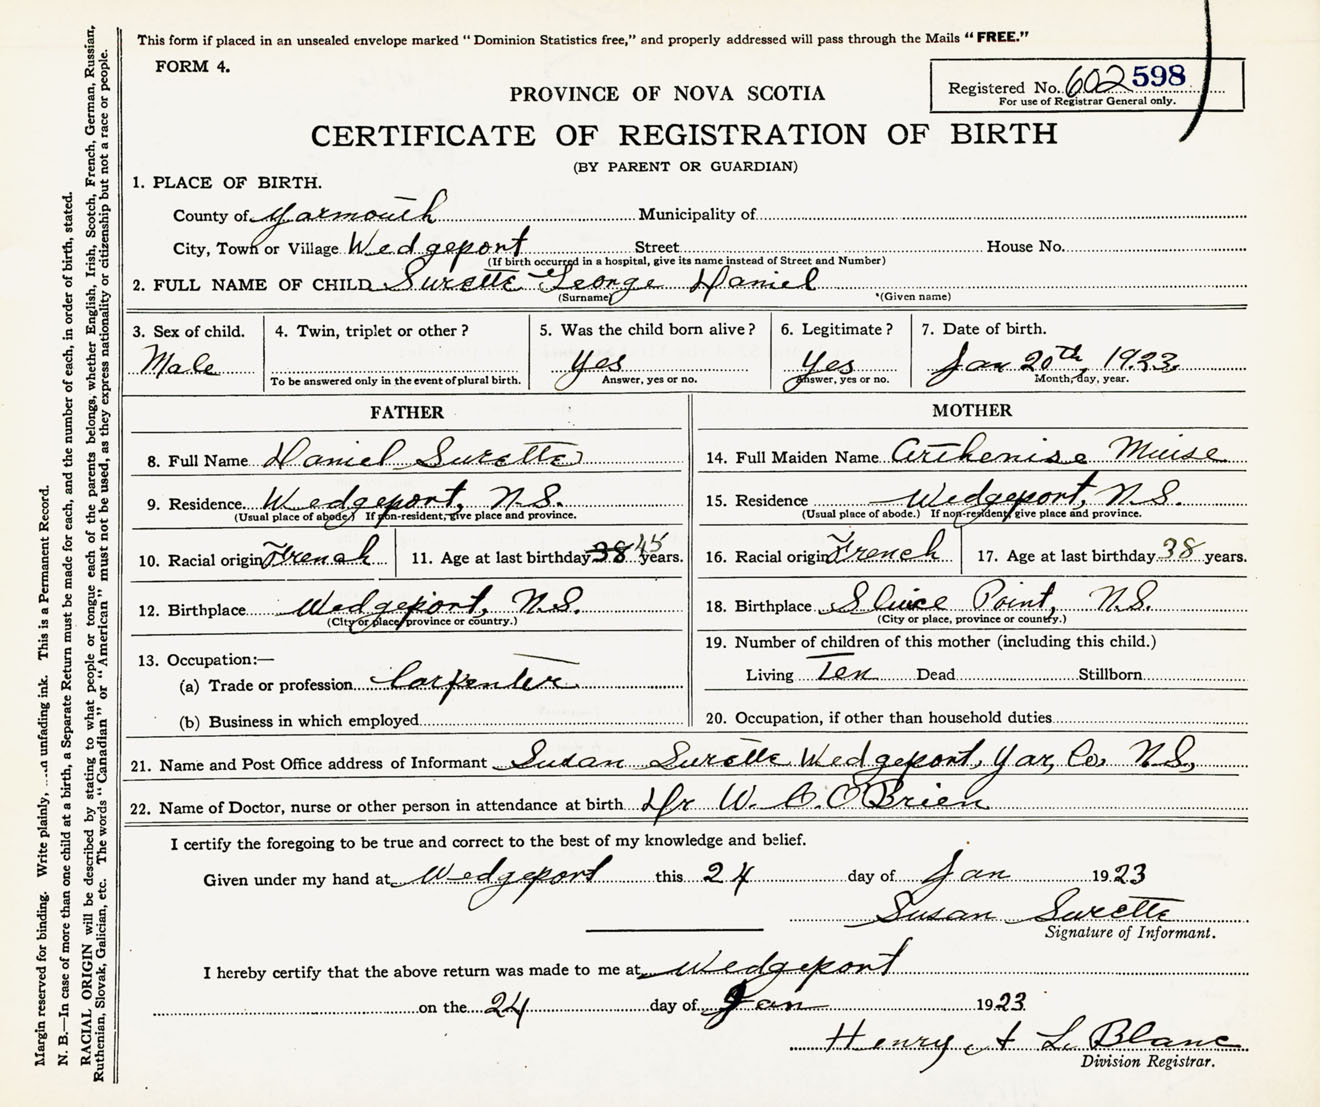 This form if placed in an unsealed envelope marked “Dominion Statistics free,” and properly addressed will pass through the Mails “FREE.”
FORM 4.
Registered No. 602 598
For use of Registrar General only.
PROVINCE OF NOVA SCOTIA
CERTIFICATE OF REGISTRATION OF BIRTH
(BY PARENT OR GUARDIAN)
1. PLACE OF BIRTH.
County of Yarmouth Municipality of
City, Town or Village Wedgeport Street House No.
(If birth occurred in a hospital, give its name instead of Street and Number)
2. FULL NAME OF CHILD Surette George Daniel
(Surname) (Given name)
3. Sex of child. 4. Twin, triplet or other? 5. Was the child born alive? 6. Legitimate? 7. Date of birth.
Male Yes Yes Jan 20th, 1923
To be answered only in the event of plural birth. Answer, yes or no. Answer, yes or no. Month, day, year.
FATHER MOTHER
8. Full Name Daniel Surette 14. Full Maiden Name Arthenise Muise
9. Residence Wedgeport, N.S. 15. Residence Wedgeport, N.S.
(Usual place of abode.) If non-resident, give place and province. (Usual place of abode.) If non-resident, give place and province.
10. Racial origin French 11. Age at last birthday 38 45 years. 16. Racial origin French 17. Age at last birthday 38 years.
12. Birthplace Wedgeport, N.S. 18. Birthplace Sluice Point, N.S.
(City or place, province or country.) (City or place, province or country.)
13. Occupation:— 19. Number of children of this mother (including this child.)
(a) Trade or profession Carpenter Living Ten Dead Stillborn
(b) Business in which employed 20. Occupation, if other than household duties
21. Name and Post Office address of Informant Susan Surette Wedgeport, Yar, Co. N.S.
22. Name of Doctor, nurse or other person in attendance at birth Dr W. C. O'Brien
I certify the foregoing to be true and correct to the best of my knowledge and belief.
Given under my hand at Wedgeport this 24 day of Jan 1923
Susan Surette
Signature of Informant.
I hereby certify that the above return was made to me at Wedgeport
on the 24 day of Jan 1923
Henry A LeBlanc
Division Registrar.
Margin reserved for binding. Write plainly, unfading ink. This is a Permanent Record.
N. B.—In case of more than one child at a birth, a Separate Return must be made for each, and the number of each, in order of birth, stated.
RACIAL ORIGIN will be described by stating to what people or tongue each of the parents belongs, whether English, Irish, Scotch, French, German, Russian,
Ruthenian, Slovak, Galician, etc. The words “Canadian” or “American” must not be used, as they express nationality or citizenship but not a race or people.